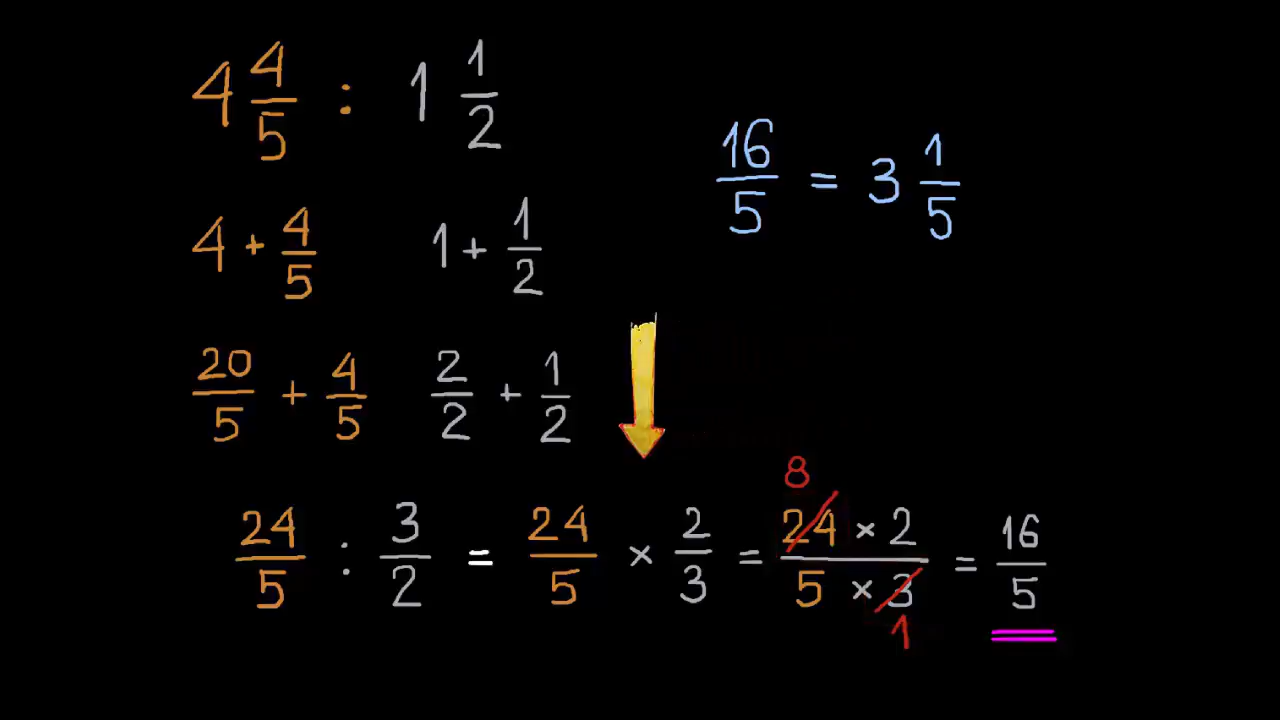 4 4/5 : 1 1/2
16/5 = 3 1/5
4 + 4/5   1 + 1/2
20/5 + 4/5   2/2 + 1/2
8
24/5 : 3/2 = 24/5 × 2/3 = 24 × 2 / 5 × 3 = 16/5
1